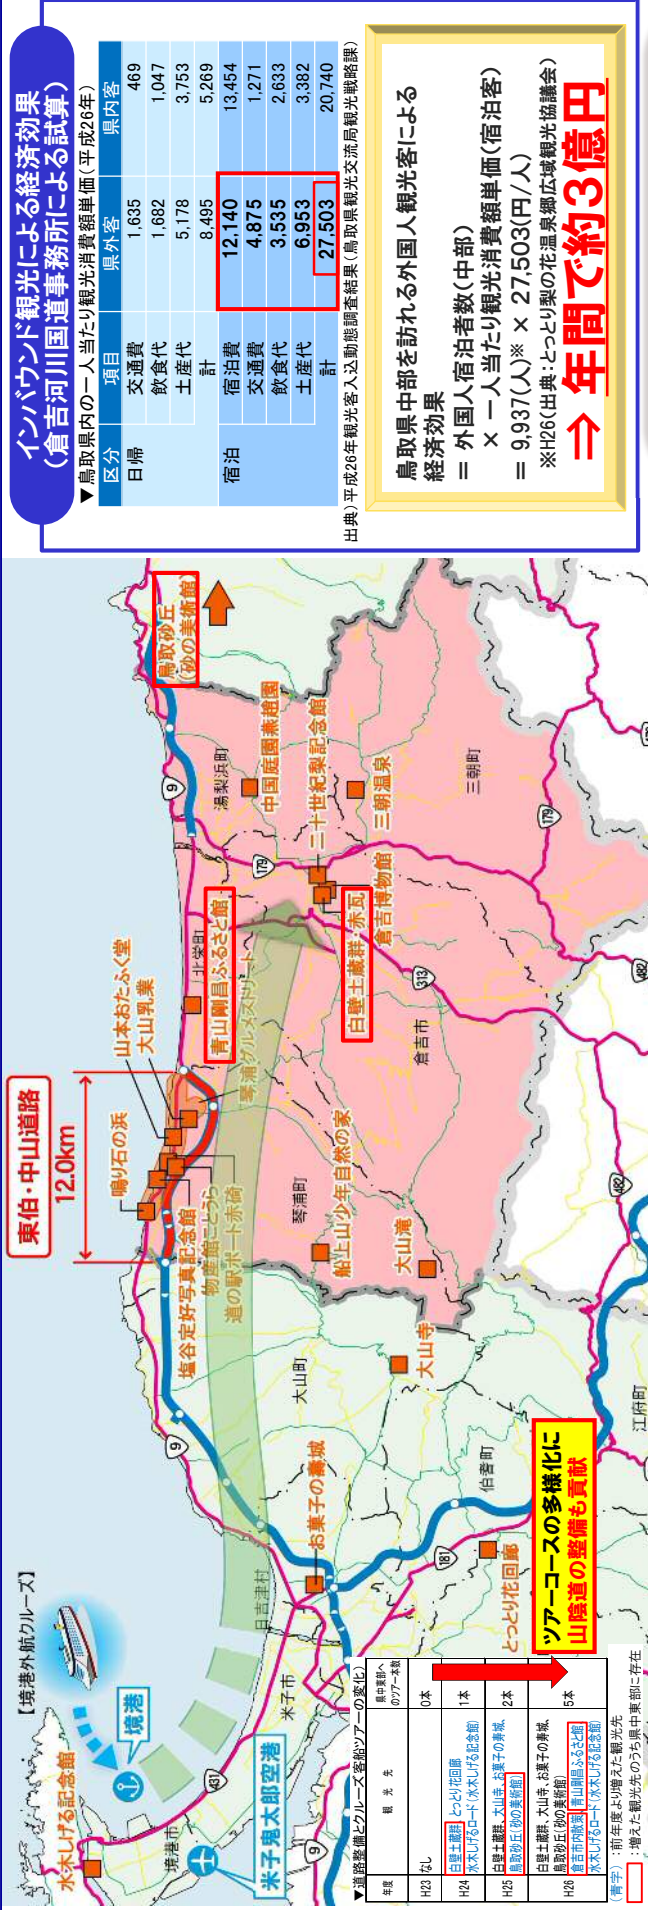 【境港外航クルーズ】
水木しげる記念館
境港
境港市
431
米子鬼太郎空港
9
米子市
日吉津村
お菓子の壽城
181
とっとり花回廊
伯耆町
江府町
大山町
大山寺
9
東伯・中山道路
12.0km
鳴り石の浜
山本おたふく堂
大山乳業
塩谷定好写真記念館
物産館ことうら
道の駅ポート赤碕
琴浦グルメストリート
琴浦町
船上山少年自然の家
大山滝
北栄町
青山剛昌ふるさと館
白壁土蔵群・赤瓦
倉吉博物館
倉吉市
313
482
482
9
179
179
湯梨浜町
中国庭園燕趙園
二十世紀梨記念館
三朝温泉
三朝町
鳥取砂丘
(砂の美術館)
ツアーコースの多様化に
山陰道の整備も貢献
▼道路整備とクルーズ客船ツアーの変化)
年度 観光先 県中東部へのツアー本数
H23 なし 0本
H24 白壁土蔵群、とっとり花回廊 1本
水木しげるロード(水木しげる記念館)
H25 白壁土蔵群、大山寺、お菓子の寿城、 2本
鳥取砂丘(砂の美術館)
H26 白壁土蔵群、大山寺、お菓子の寿城、 5本
鳥取砂丘(砂の美術館)
倉吉市内散策、青山剛昌ふるさと館
水木しげるロード(水木しげる記念館)
(青字):前年度より増えた観光先
:増えた観光先のうち県中東部に存在
インバウンド観光による経済効果
(倉吉河川国道事務所による試算)
▼鳥取県内の一人当たり観光消費額単価(平成26年)
区分 項目 県外客 県内客
日帰 交通費 1,635 469
飲食代 1,682 1,047
土産代 5,178 3,753
計 8,495 5,269
宿泊 宿泊費 12,140 13,454
交通費 4,875 1,271
飲食代 3,535 2,633
土産代 6,953 3,382
計 27,503 20,740
出典)平成26年観光客入込動態調査結果(鳥取県観光交流局観光戦略課)
鳥取県中部を訪れる外国人観光客による
経済効果
= 外国人宿泊者数(中部)
× 一人当たり観光消費額単価(宿泊客)
= 9,937(人)※ × 27,503(円/人)
※H26(出典:とっとり梨の花温泉郷広域観光協議会)
⇒ 年間で約3億円